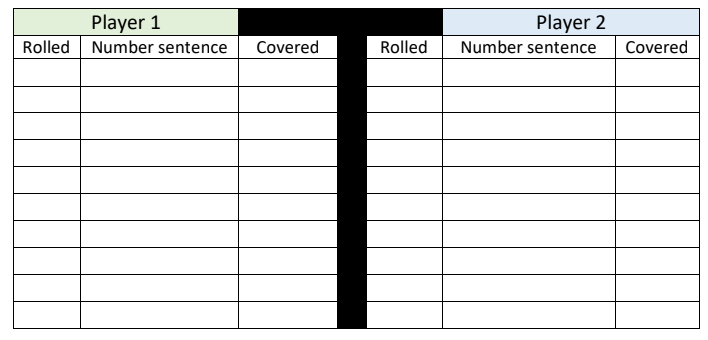 Player 1 Player 2
Rolled Number sentence Covered Rolled Number sentence Covered